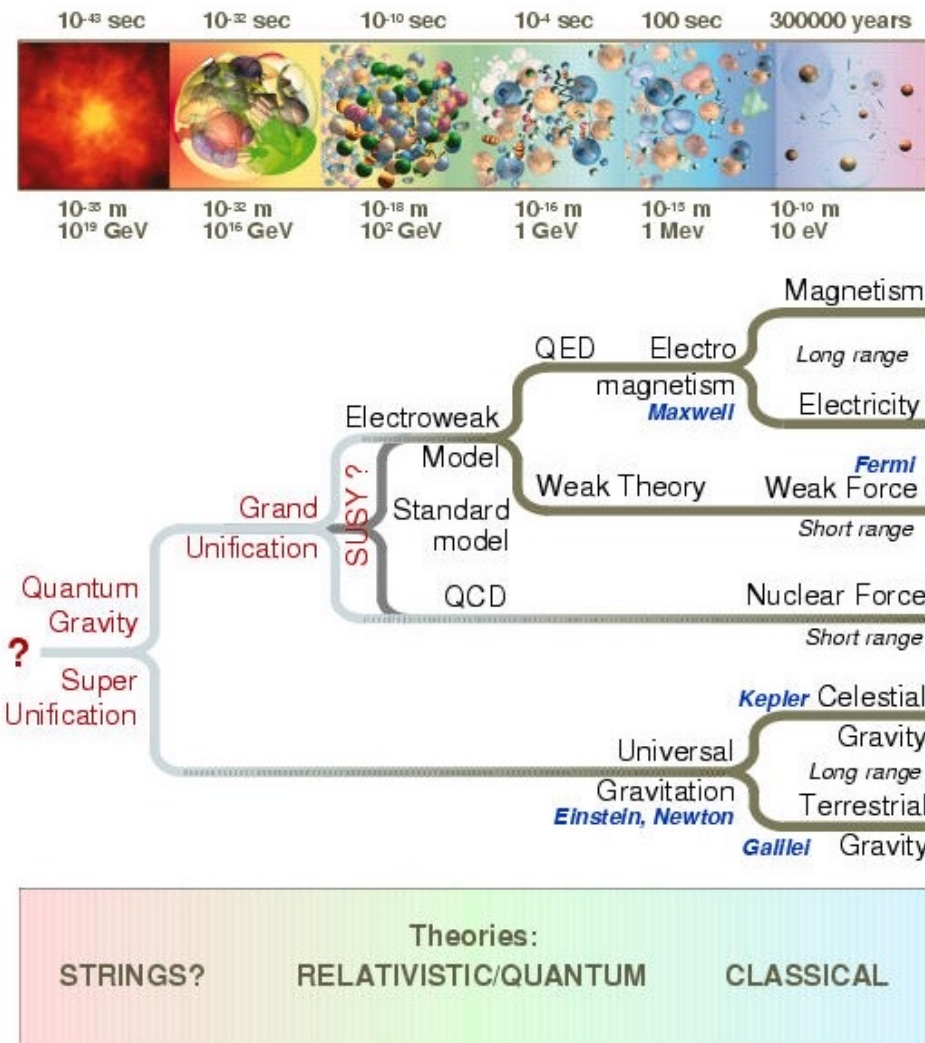 10⁻⁴³ sec 10⁻³² sec 10⁻¹⁰ sec 10⁻⁴ sec 100 sec 300000 years
10⁻³⁵ m 10⁻³² m 10⁻¹⁸ m 10⁻¹⁶ m 10⁻¹⁵ m 10⁻¹⁰ m
10¹⁹ GeV 10¹⁶ GeV 10² GeV 1 GeV 1 Mev 10 eV
Magnetism
QED Electro
magnetism
Maxwell
Long range
Electricity
Electroweak
Model
Fermi
Weak Theory Weak Force
Short range
SUSY ?
Standard
model
Grand
Unification
QCD Nuclear Force
Short range
Quantum
Gravity
?
Super
Unification
Kepler Celestial
Gravity
Long range
Universal
Gravitation
Einstein, Newton
Terrestrial
Galilei Gravity
Theories:
STRINGS? RELATIVISTIC/QUANTUM CLASSICAL